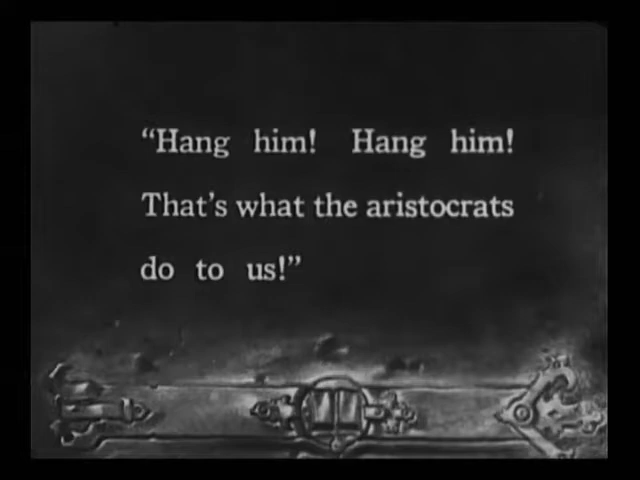 “Hang him! Hang him!
That’s what the aristocrats
do to us!”